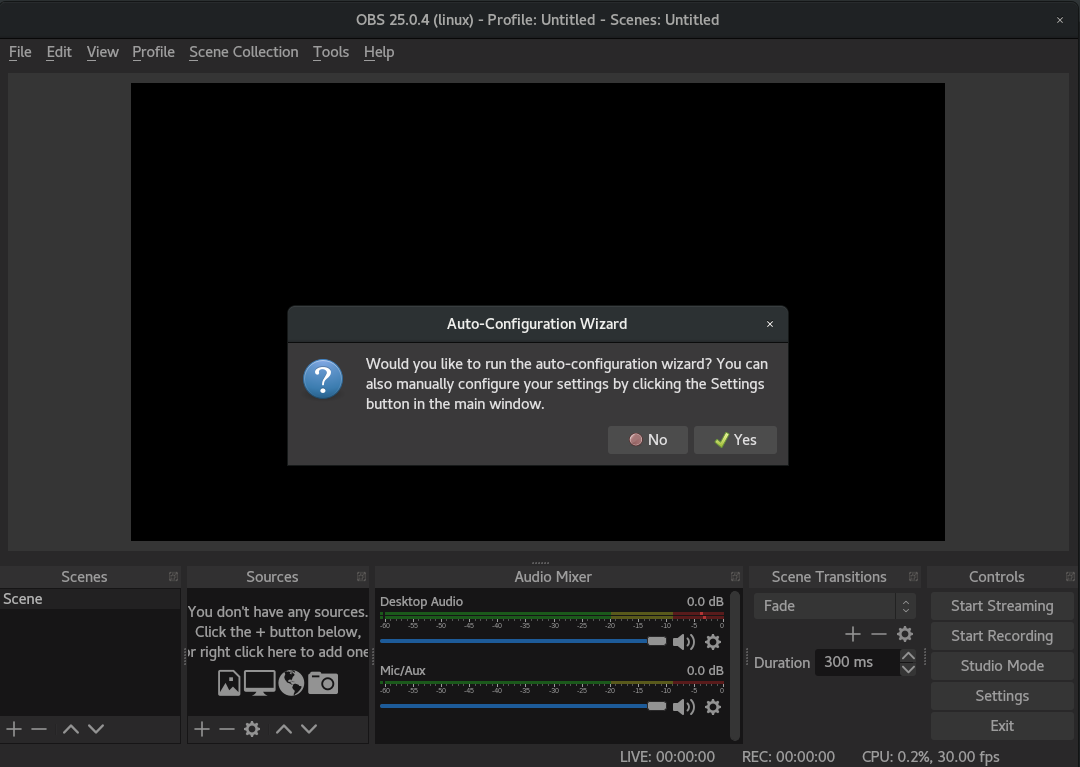 OBS 25.0.4 (linux) - Profile: Untitled - Scenes: Untitled
File Edit View Profile Scene Collection Tools Help
Auto-Configuration Wizard
Would you like to run the auto-configuration wizard? You can
also manually configure your settings by clicking the Settings
button in the main window.
No Yes
Scenes
Scene
Sources
You don't have any sources.
Click the + button below,
or right click here to add one
Audio Mixer
Desktop Audio 0.0 dB
-60 -55 -50 -45 -40 -35 -30 -25 -20 -15 -10 -5 0
Mic/Aux 0.0 dB
-60 -55 -50 -45 -40 -35 -30 -25 -20 -15 -10 -5 0
Scene Transitions
Fade
Duration 300 ms
Controls
Start Streaming
Start Recording
Studio Mode
Settings
Exit
LIVE: 00:00:00 REC: 00:00:00 CPU: 0.2%, 30.00 fps